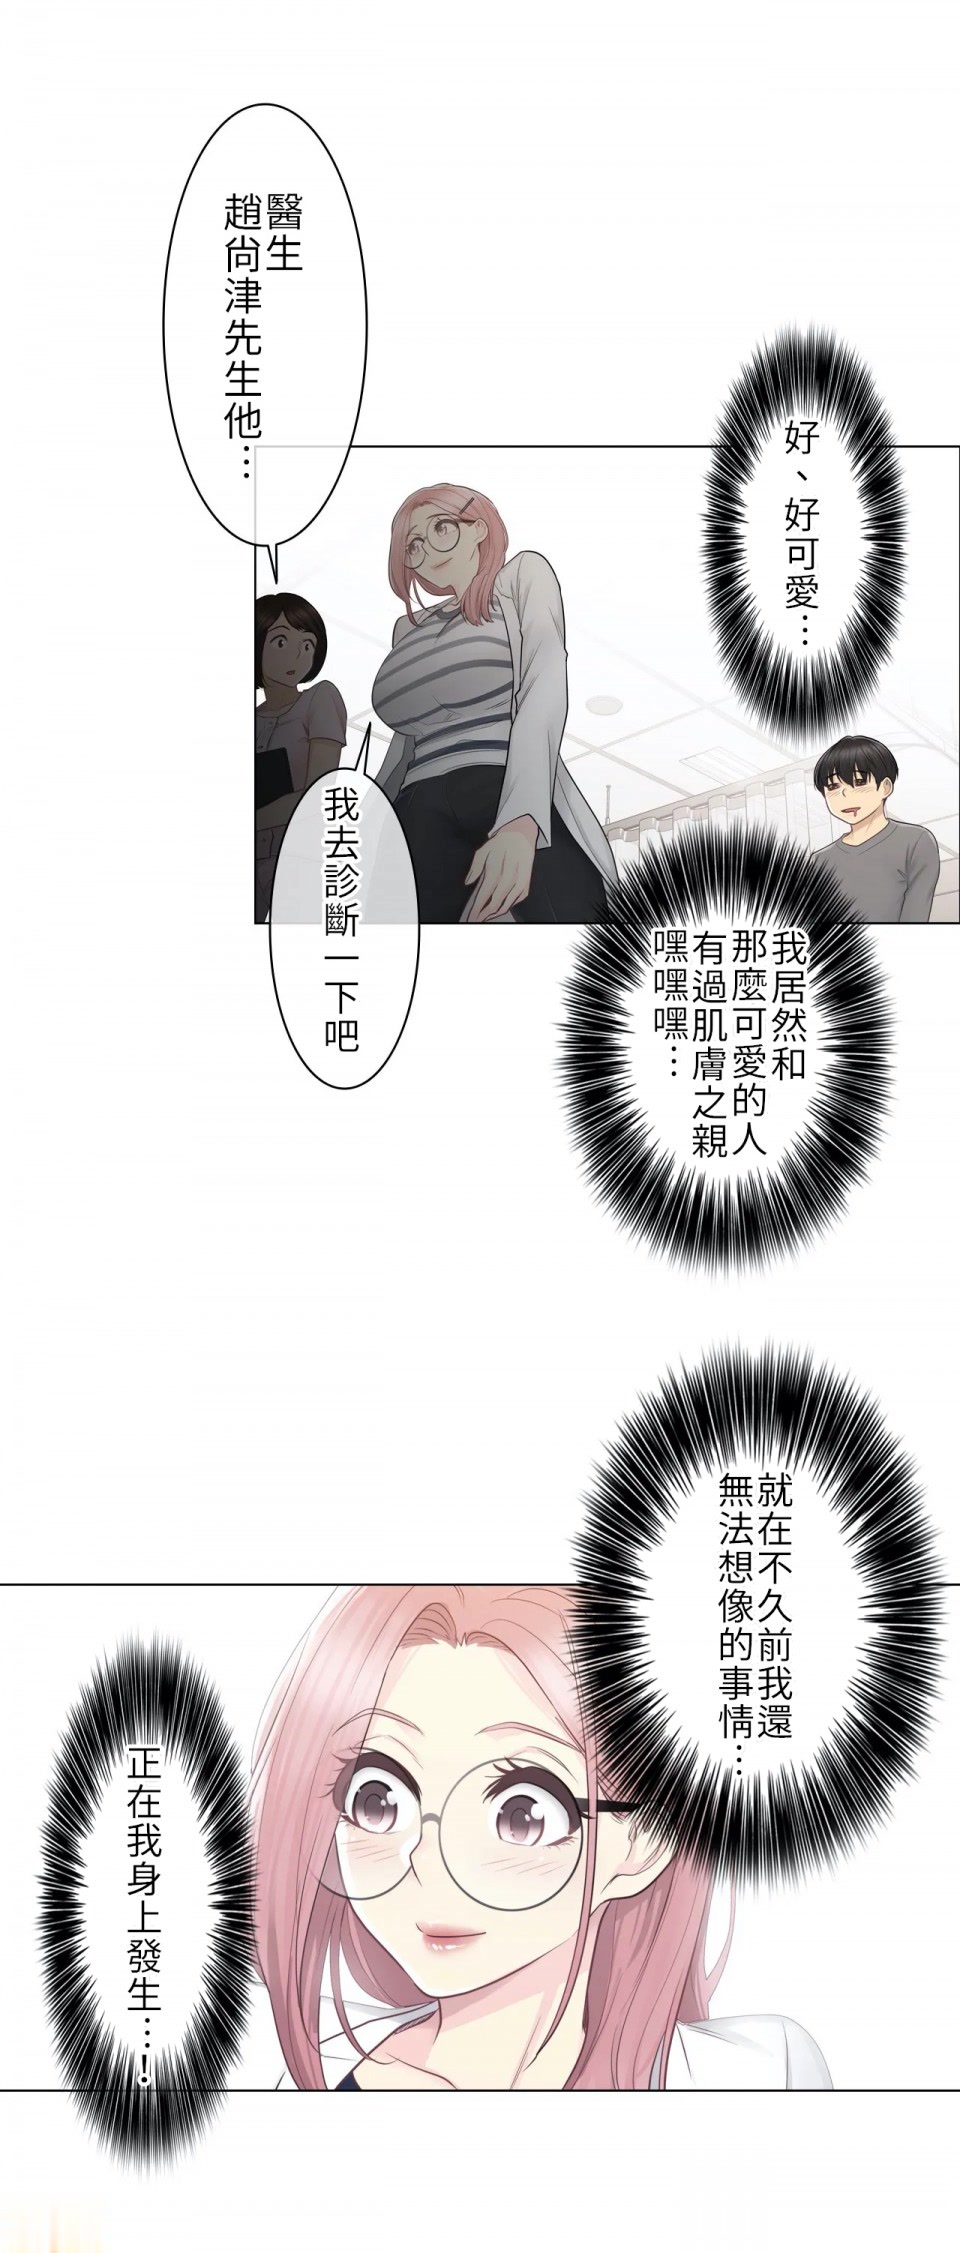 醫生
趙尚津先生他…
好、好可愛…
我去診斷一下吧
我居然和
那麼可愛的人
有過肌膚之親
嘿嘿嘿…
就在不久前我還
無法想像的事情…
正在我身上發生…！